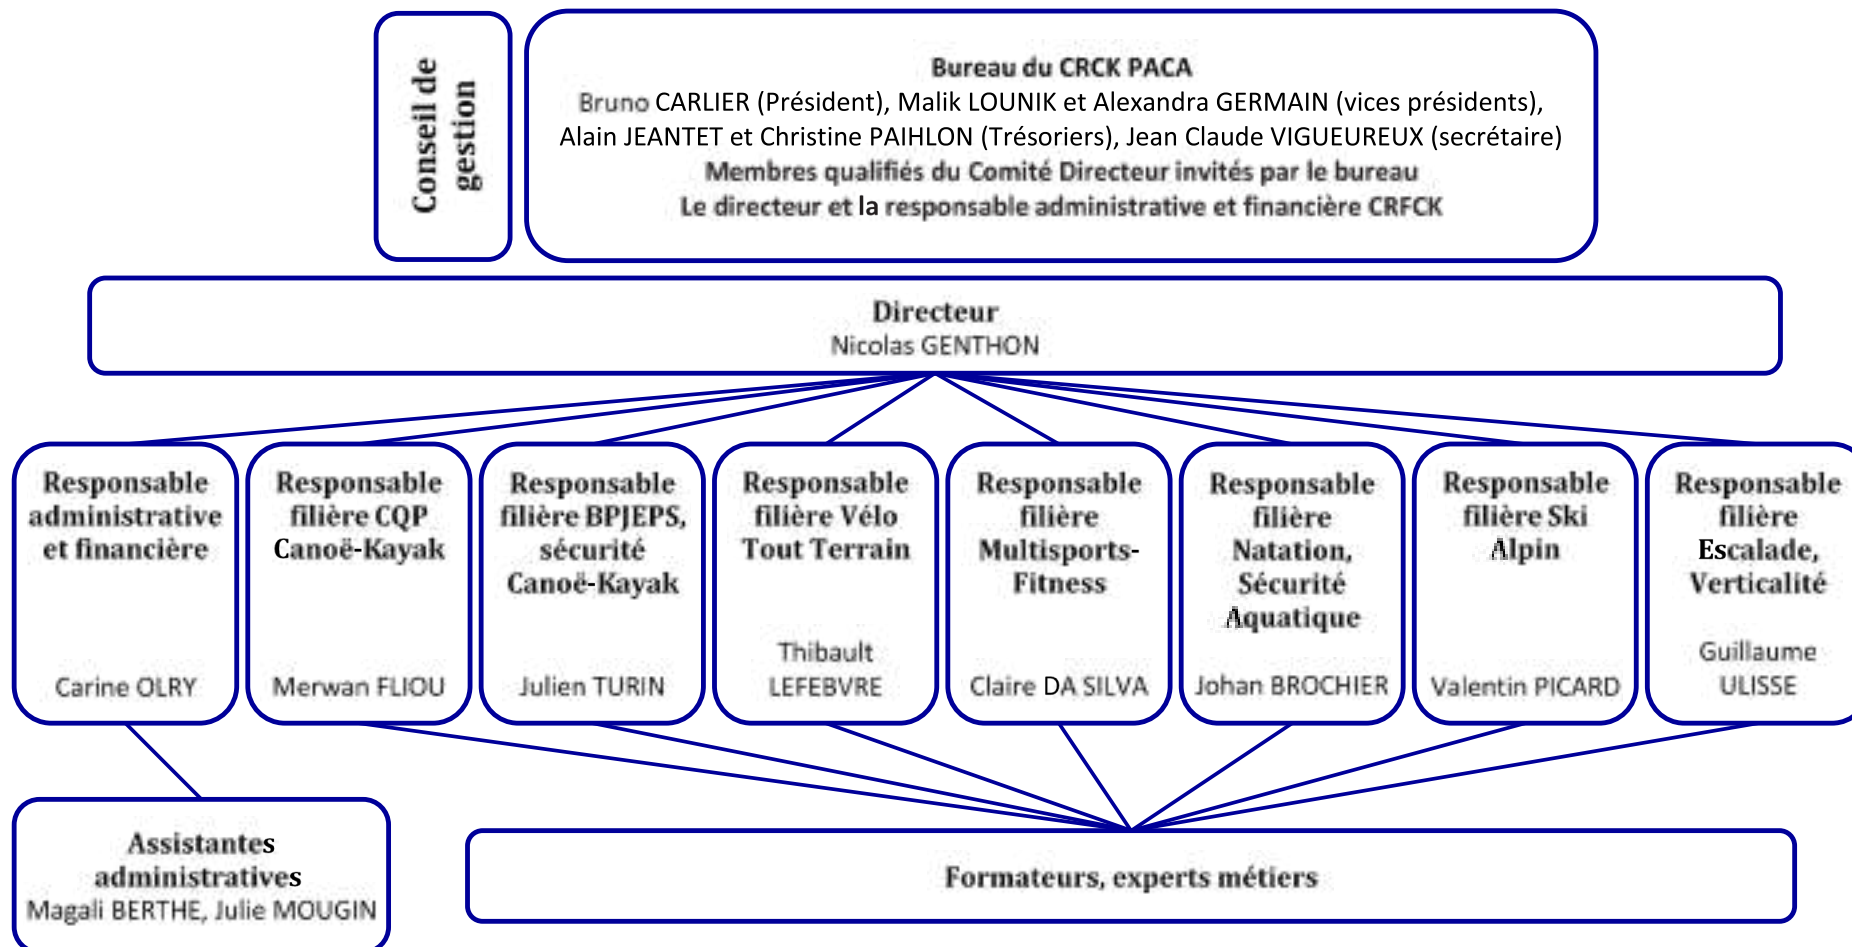 Conseil de
gestion
Bureau du CRCK PACA
Bruno CARLIER (Président), Malik LOUNIK et Alexandra GERMAIN (vices présidents),
Alain JEANTET et Christine PAIHLON (Trésoriers), Jean Claude VIGUEUREUX (secrétaire)
Membres qualifiés du Comité Directeur invités par le bureau
Le directeur et la responsable administrative et financière CRFCK
Directeur
Nicolas GENTHON
Responsable
administrative
et financière
Carine OLRY
Responsable
filière CQP
Canoë-Kayak
Merwan FLIOU
Responsable
filière BPJEPS,
sécurité
Canoë-Kayak
Julien TURIN
Responsable
filière Vélo
Tout Terrain
Thibault
LEFEBVRE
Responsable
filière
Multisports-
Fitness
Claire DA SILVA
Responsable
filière
Natation,
Sécurité
Aquatique
Johan BROCHIER
Responsable
filière Ski
Alpin
Valentin PICARD
Responsable
filière
Escalade,
Verticalité
Guillaume
ULISSE
Assistantes
administratives
Magali BERTHE, Julie MOUGIN
Formateurs, experts métiers